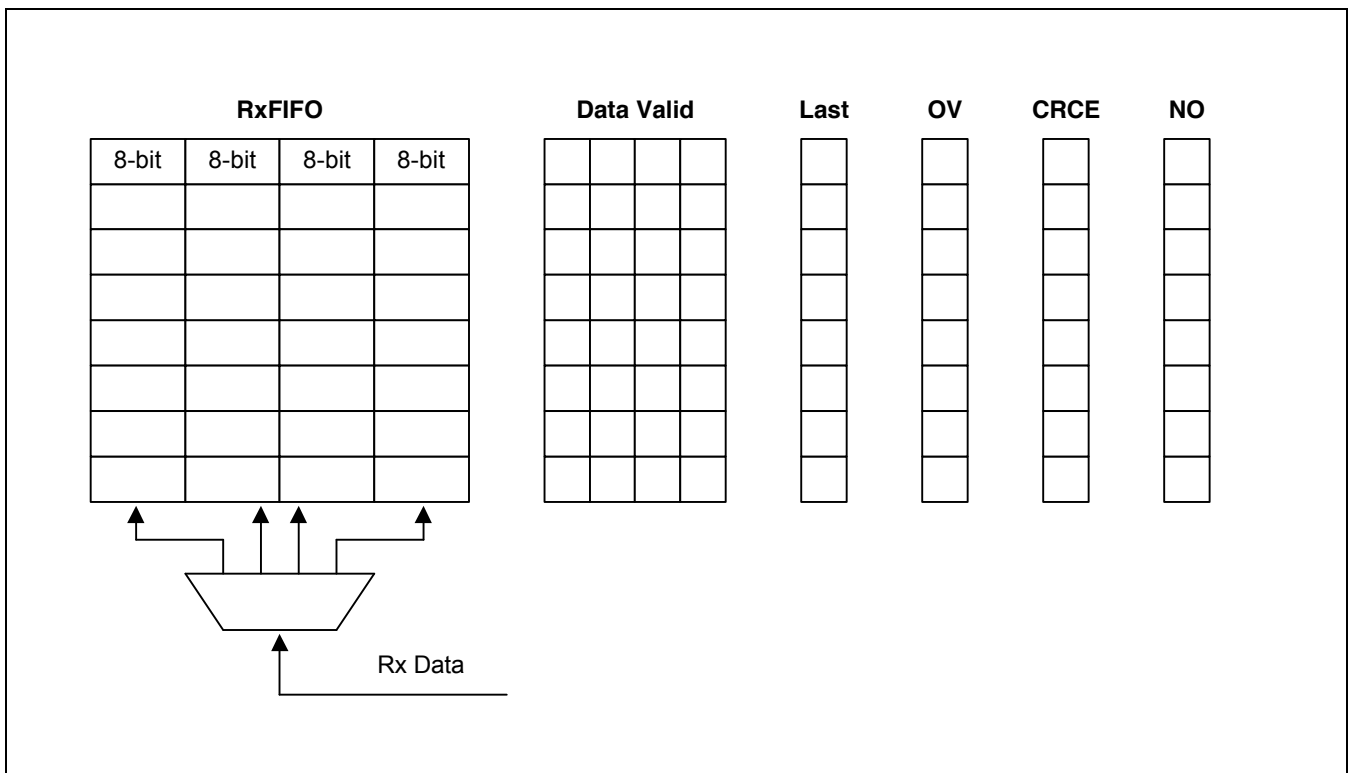 RxFIFO Data Valid Last OV CRCE NO
8-bit 8-bit 8-bit 8-bit
Rx Data